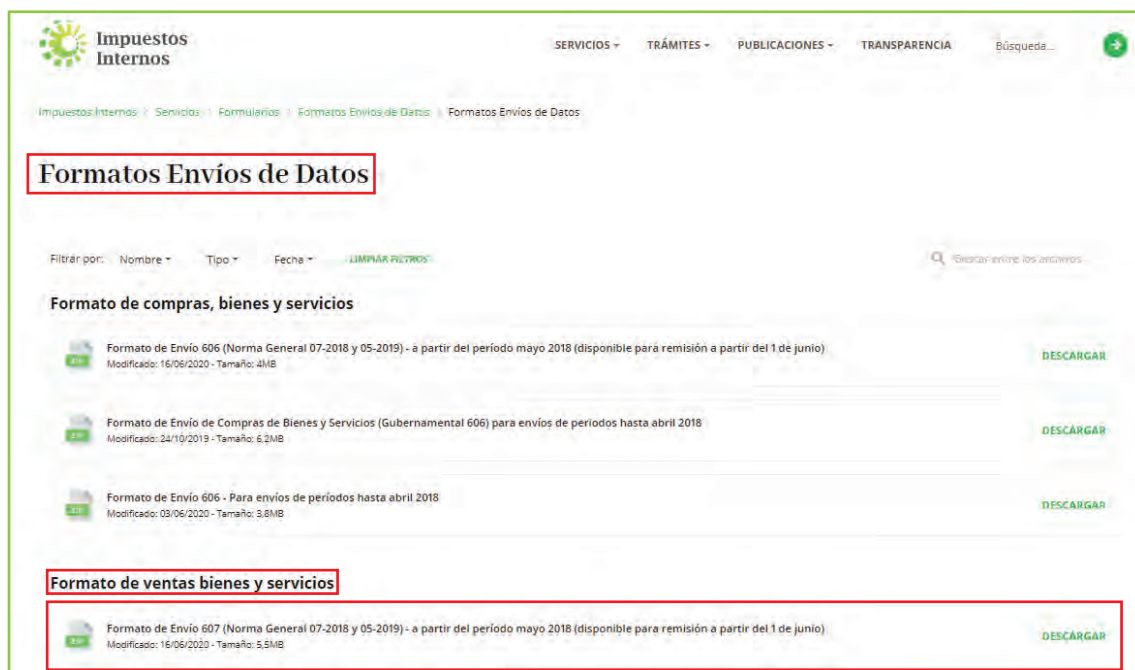 Impuestos
Internos
SERVICIOS
TRÁMITES
PUBLICACIONES
TRANSPARENCIA
Búsqueda...
Impuestos Internos / Servicios / Formularios / Formatos Envíos de Datos / Formatos Envíos de Datos
Formatos Envíos de Datos
Filtrar por: Nombre Tipo Fecha LIMPIAR FILTROS
Buscar entre los archivos
Formato de compras, bienes y servicios
Formato de Envío 606 (Norma General 07-2018 y 05-2019) - a partir del período mayo 2018 (disponible para remisión a partir del 1 de junio)
Modificado: 16/06/2020 - Tamaño: 4MB
DESCARGAR
Formato de Envío de Compras de Bienes y Servicios (Gubernamental 606) para envíos de periodos hasta abril 2018
Modificado: 24/10/2019 - Tamaño: 6,2MB
DESCARGAR
Formato de Envío 606 - Para envíos de períodos hasta abril 2018
Modificado: 03/06/2020 - Tamaño: 3,8MB
DESCARGAR
Formato de ventas bienes y servicios
Formato de Envío 607 (Norma General 07-2018 y 05-2019) - a partir del período mayo 2018 (disponible para remisión a partir del 1 de junio)
Modificado: 16/06/2020 - Tamaño: 5,5MB
DESCARGAR